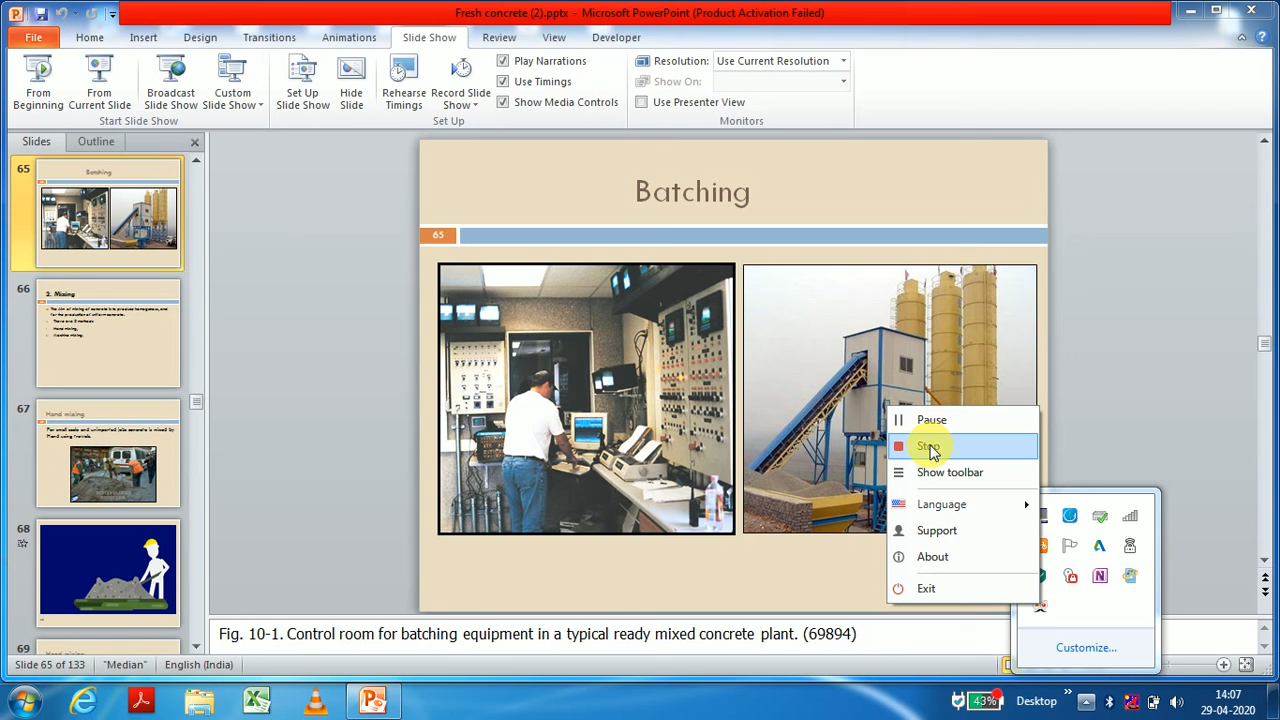 Fresh concrete (2).pptx - Microsoft PowerPoint (Product Activation Failed)
File Home Insert Design Transitions Animations Slide Show Review View Developer
From Beginning
From Current Slide
Broadcast Slide Show
Custom Slide Show
Start Slide Show
Set Up Slide Show
Hide Slide
Rehearse Timings
Record Slide Show
Play Narrations
Use Timings
Show Media Controls
Set Up
Resolution: Use Current Resolution
Show On:
Use Presenter View
Monitors
Slides Outline
65
Batching
66
2. Mixing
67
Hand mixing
68
69
Hand mixing
Batching
65
Pause
Stop
Show toolbar
Language
Support
About
Exit
Customize...
Fig. 10-1. Control room for batching equipment in a typical ready mixed concrete plant. (69894)
Slide 65 of 133 "Median" English (India)
43% Desktop
14:07
29-04-2020